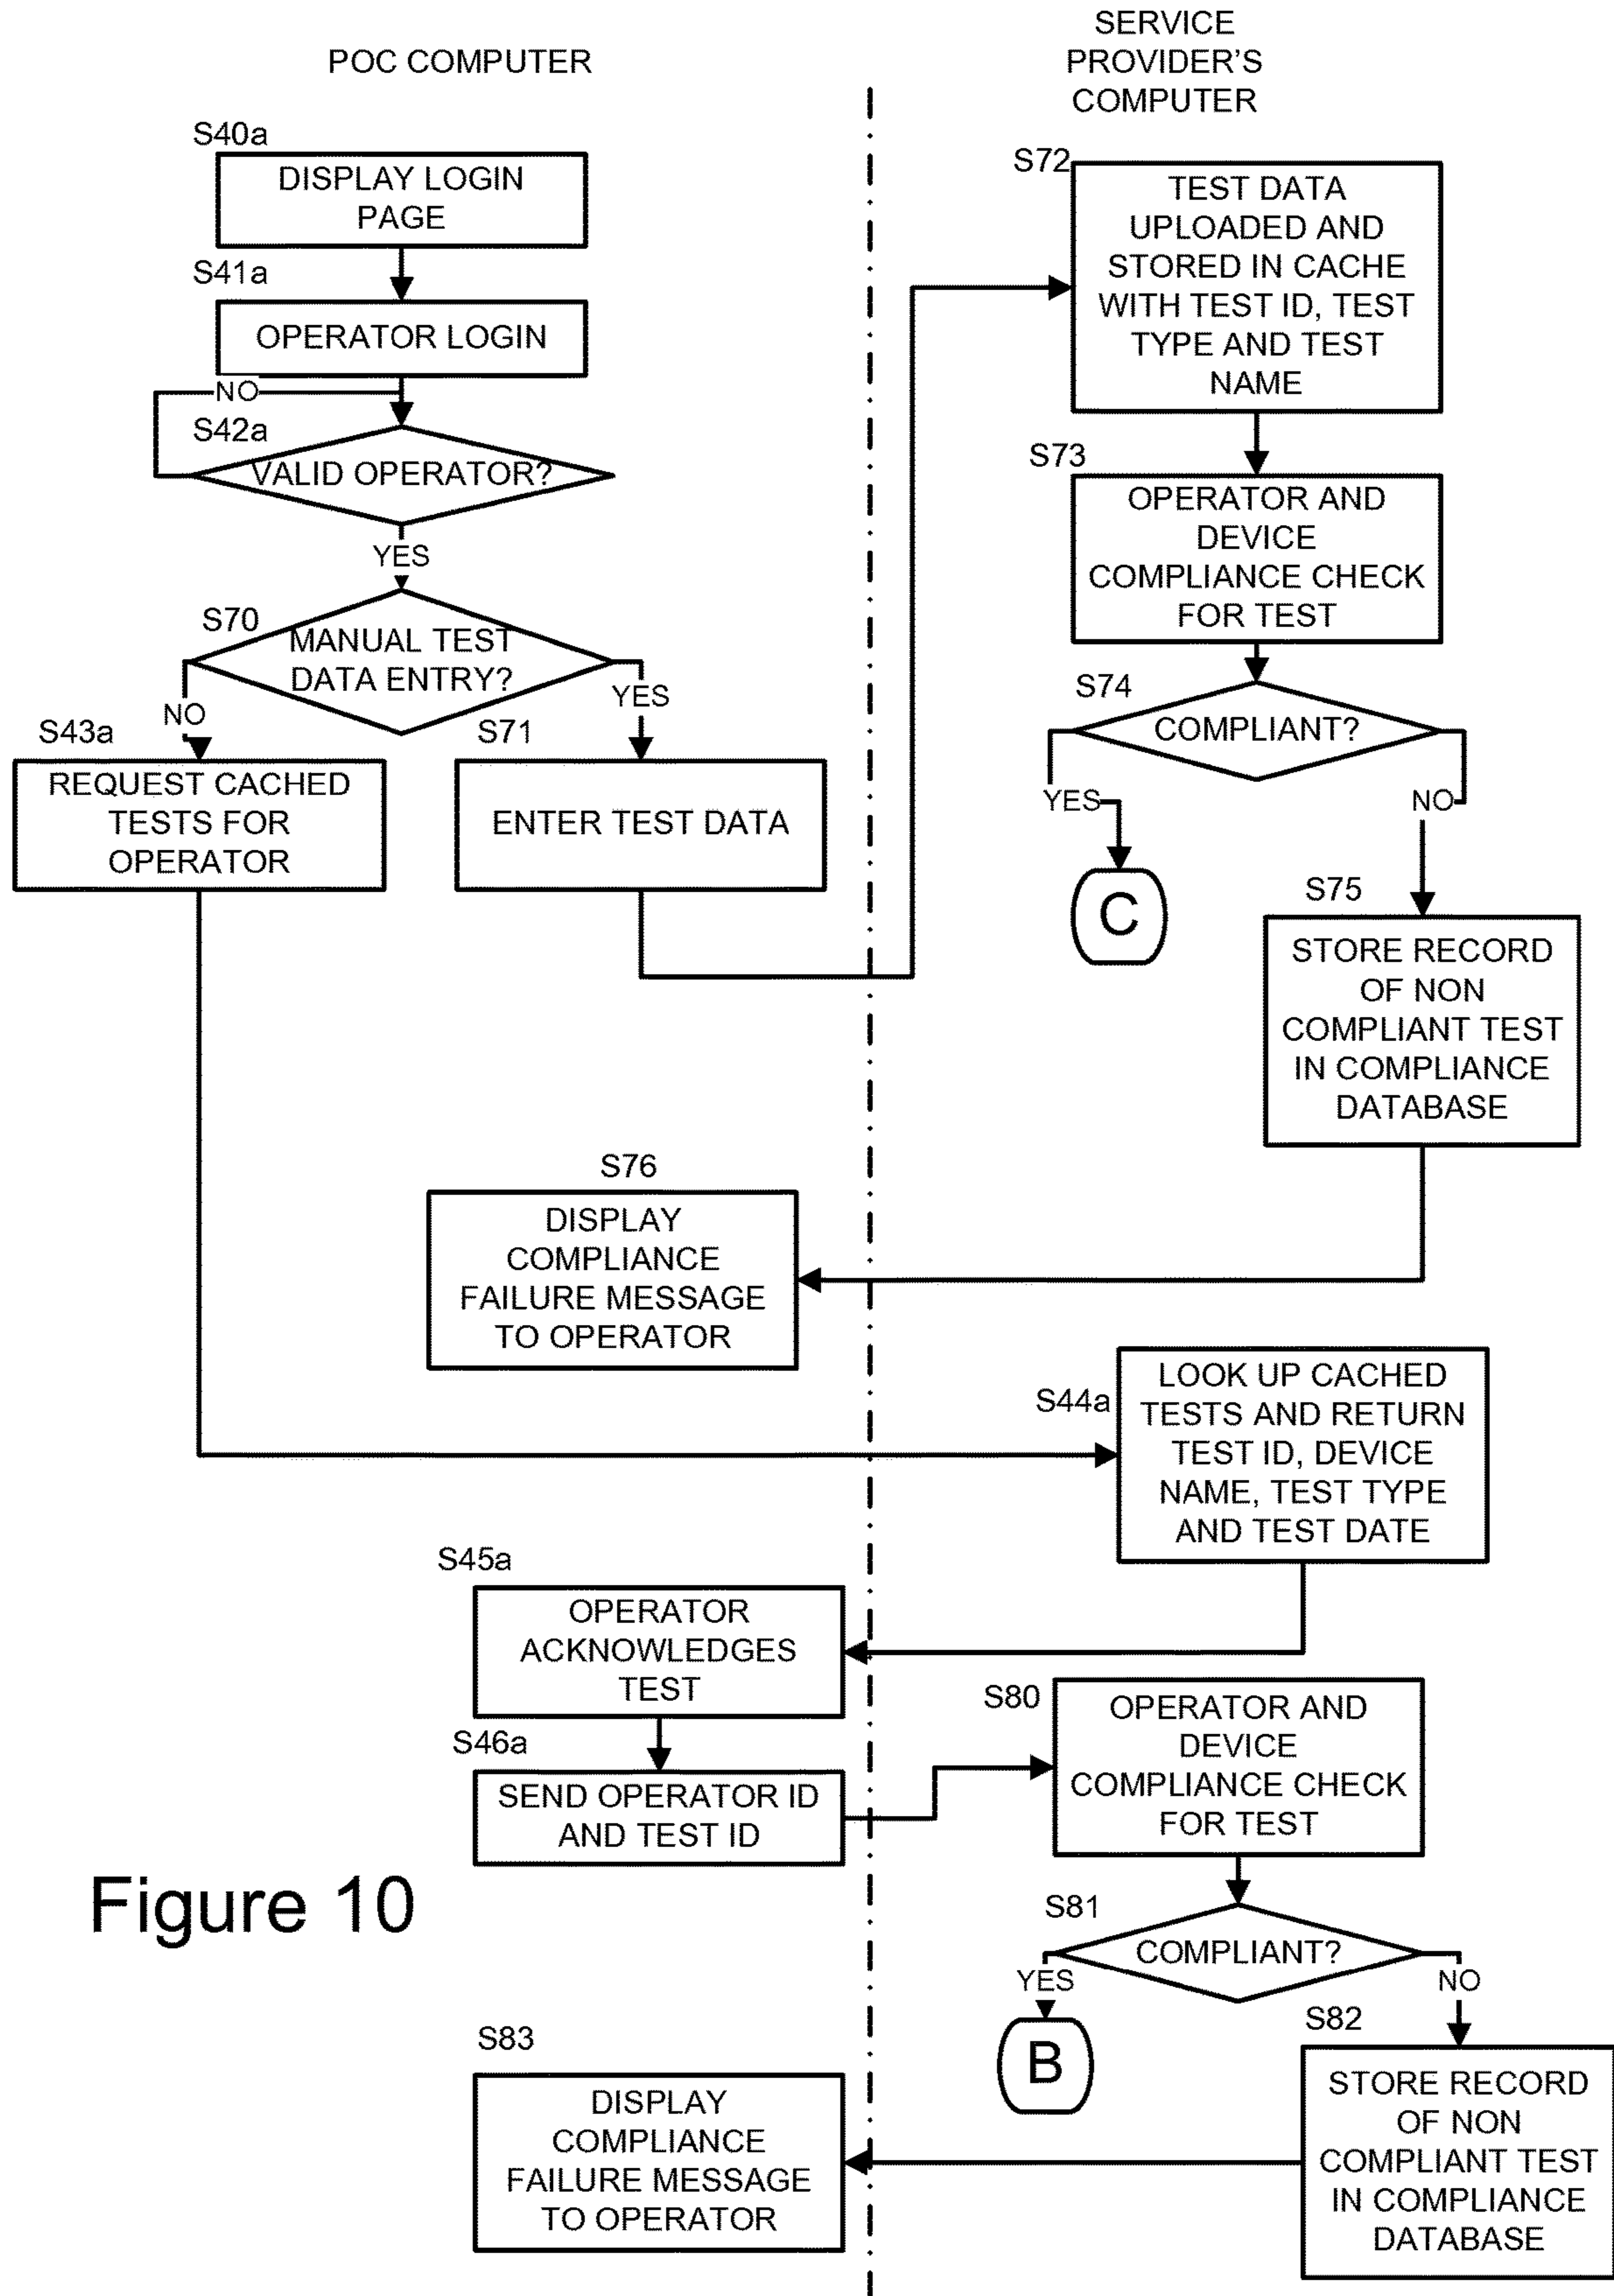 POC COMPUTER
SERVICE
PROVIDER'S
COMPUTER
S40a
DISPLAY LOGIN
PAGE
S41a
OPERATOR LOGIN
NO
S42a
VALID OPERATOR?
YES
S70
MANUAL TEST
DATA ENTRY?
NO
YES
S43a
REQUEST CACHED
TESTS FOR
OPERATOR
S71
ENTER TEST DATA
S72
TEST DATA
UPLOADED AND
STORED IN CACHE
WITH TEST ID, TEST
TYPE AND TEST
NAME
S73
OPERATOR AND
DEVICE
COMPLIANCE CHECK
FOR TEST
S74
COMPLIANT?
YES
NO
C
S75
STORE RECORD
OF NON
COMPLIANT TEST
IN COMPLIANCE
DATABASE
S76
DISPLAY
COMPLIANCE
FAILURE MESSAGE
TO OPERATOR
S44a
LOOK UP CACHED
TESTS AND RETURN
TEST ID, DEVICE
NAME, TEST TYPE
AND TEST DATE
S45a
OPERATOR
ACKNOWLEDGES
TEST
S46a
SEND OPERATOR ID
AND TEST ID
S80
OPERATOR AND
DEVICE
COMPLIANCE CHECK
FOR TEST
S81
COMPLIANT?
YES
NO
B
S82
STORE RECORD
OF NON
COMPLIANT TEST
IN COMPLIANCE
DATABASE
S83
DISPLAY
COMPLIANCE
FAILURE MESSAGE
TO OPERATOR
Figure 10